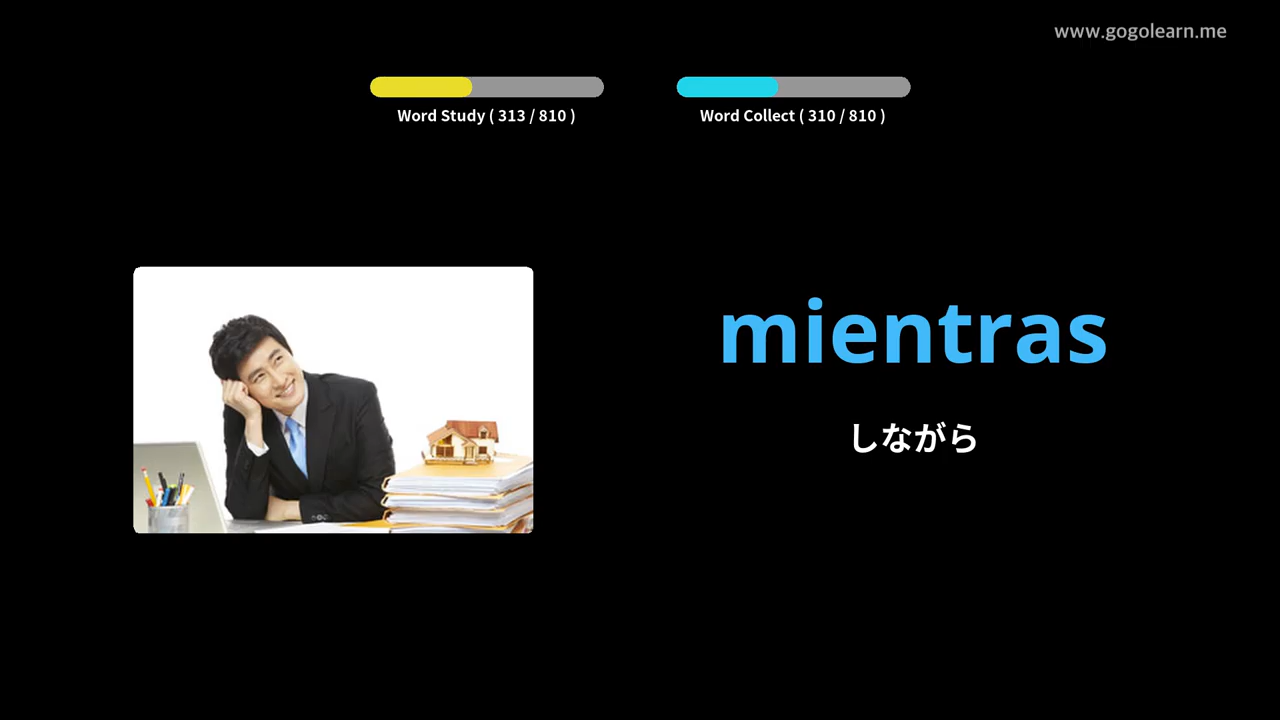 www.gogolearn.me
Word Study ( 313 / 810 )
Word Collect ( 310 / 810 )
mientras
しながら